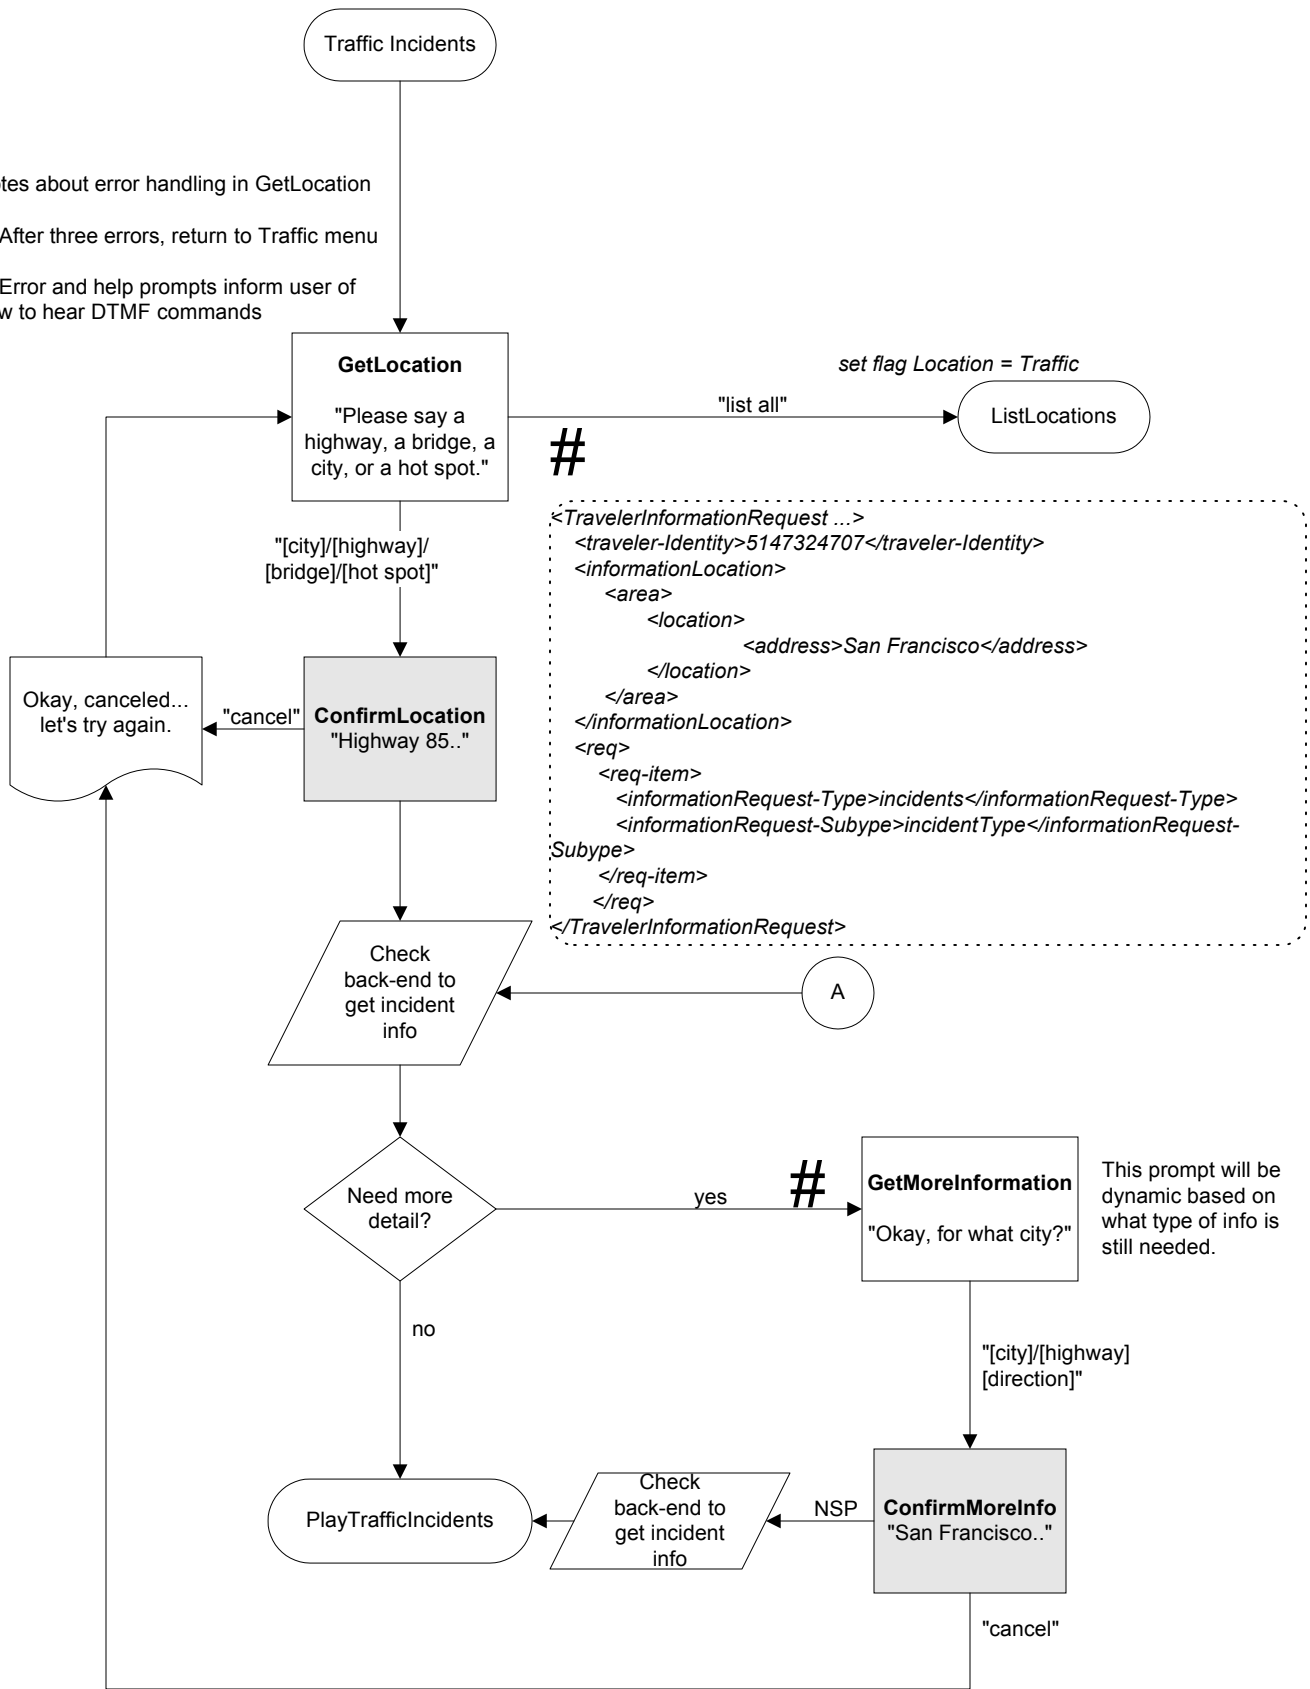 Traffic Incidents
about error handling in GetLocation
After three errors, return to Traffic menu
Error and help prompts inform user of
to hear DTMF commands
GetLocation
"Please say a
highway, a bridge, a
city, or a hot spot."
"list all"
set flag Location = Traffic
ListLocations
#
"[city]/[highway]/
[bridge]/[hot spot]"
<TravelerInformationRequest ...>
<traveler-Identity>5147324707</traveler-Identity>
<informationLocation>
<area>
<location>
<address>San Francisco</address>
</location>
</area>
</informationLocation>
<req>
<req-item>
<informationRequest-Type>incidents</informationRequest-Type>
<informationRequest-Subype>incidentType</informationRequest-
Subype>
</req-item>
</req>
</TravelerInformationRequest>
Okay, canceled...
let's try again.
"cancel"
ConfirmLocation
"Highway 85.."
Check
back-end to
get incident
info
A
Need more
detail?
yes
#
GetMoreInformation
"Okay, for what city?"
This prompt will be
dynamic based on
what type of info is
still needed.
no
"[city]/[highway]
[direction]"
PlayTrafficIncidents
Check
back-end to
get incident
info
NSP
ConfirmMoreInfo
"San Francisco.."
"cancel"